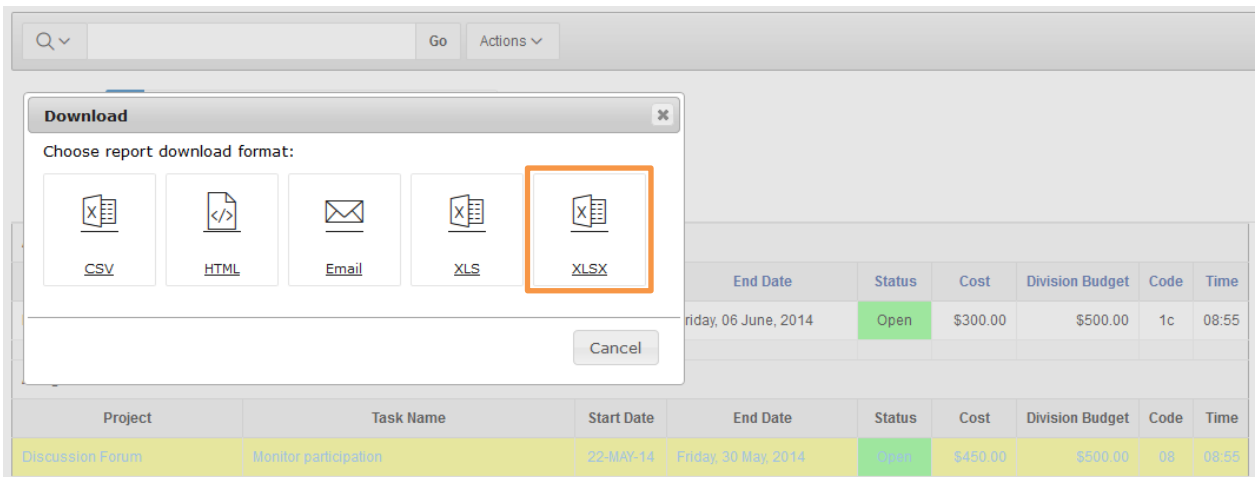 Go Actions
Download
Choose report download format:
CSV HTML Email XLS XLSX
Cancel
End Date Status Cost Division Budget Code Time
riday, 06 June, 2014 Open $300.00 $500.00 1c 08:55
Project Task Name Start Date End Date Status Cost Division Budget Code Time
Discussion Forum Monitor participation 22-MAY-14 Friday, 30 May, 2014 Open $450.00 $500.00 08 08:55